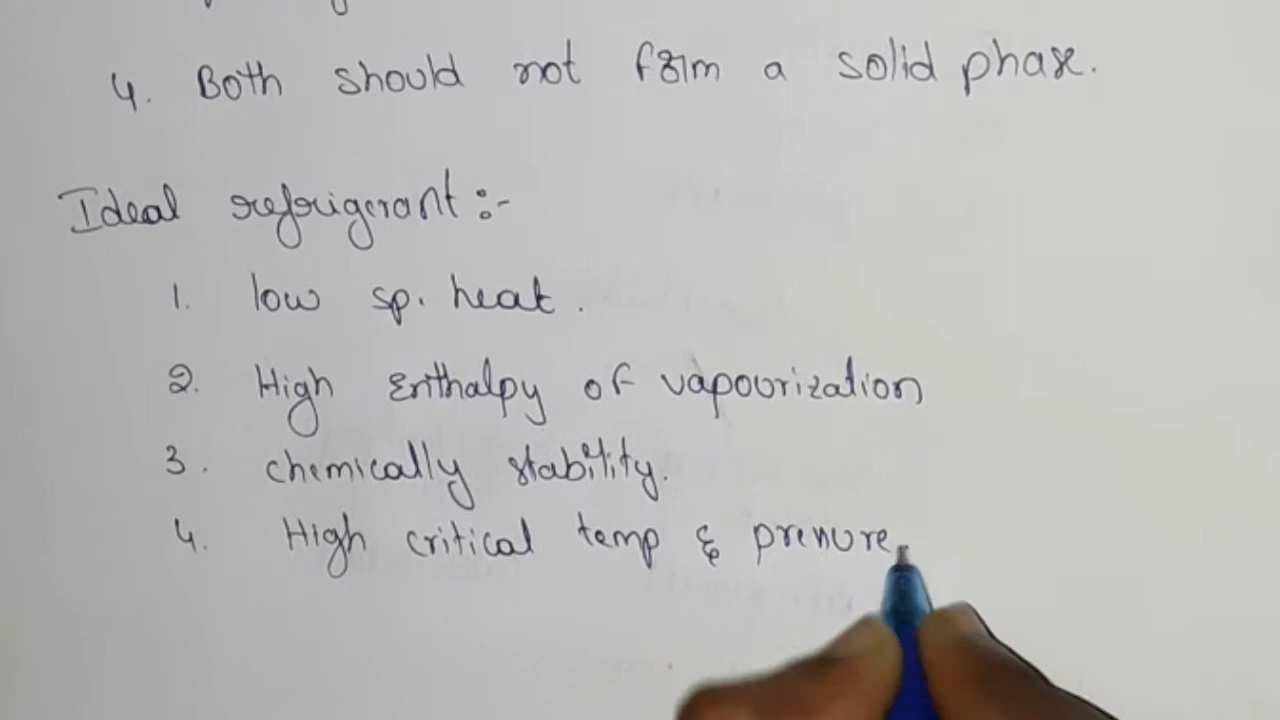 4. Both should not form a solid phase.
Ideal refrigerant :-
1. low sp. heat.
2. High Enthalpy of vapourization
3. chemically stability.
4. High critical temp & pressure.